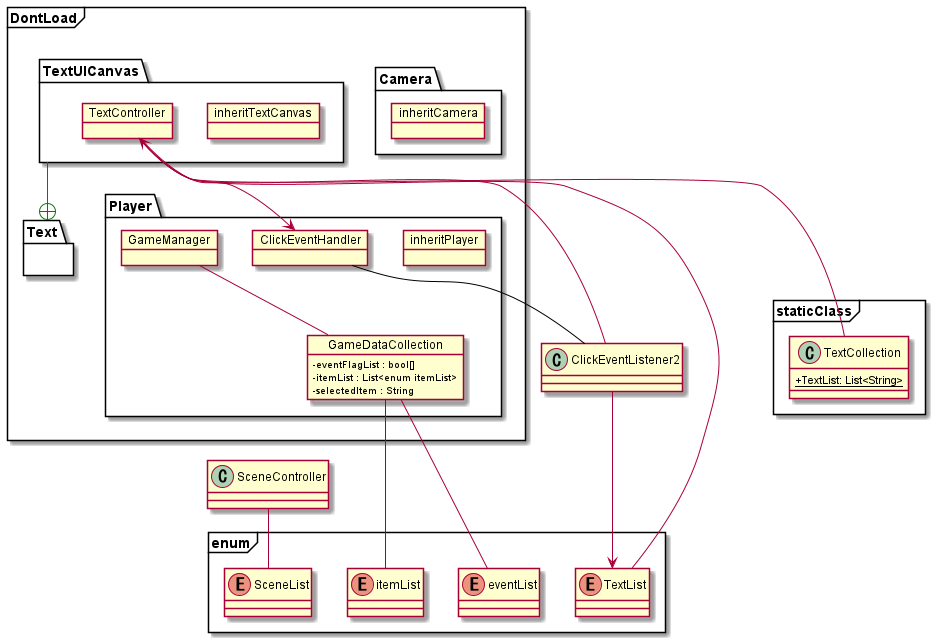 DontLoad
TextUICanvas
TextController
inheritTextCanvas
Camera
inheritCamera
Text
Player
GameManager
ClickEventHandler
inheritPlayer
GameDataCollection
-eventFlagList : bool[]
-itemList : List<enum itemList>
-selectedItem : String
C ClickEventListener2
staticClass
C TextCollection
+TextList: List<String>
C SceneController
enum
E SceneList
E itemList
E eventList
E TextList